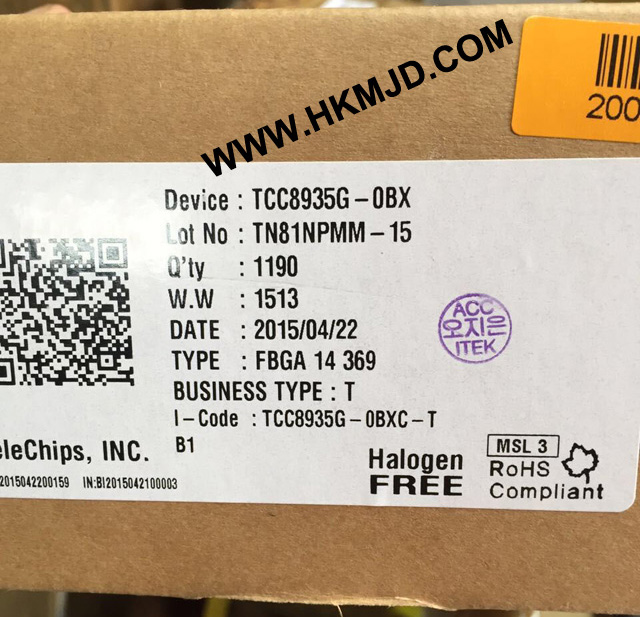 WWW.HKMJD.COM
200
Device : TCC8935G-0BX
Lot No : TN81NPMM-15
Q'ty : 1190
W.W : 1513
DATE : 2015/04/22
TYPE : FBGA 14 369
BUSINESS TYPE : T
I-Code : TCC8935G-0BXC-T
B1
ACC
오지은
ITEK
eleChips, INC.
2015042200159 IN:BI2015042100003
Halogen
FREE
MSL 3
RoHS
Compliant